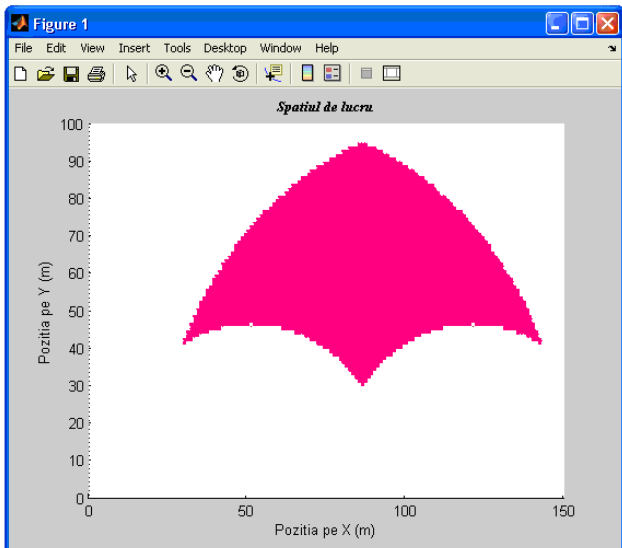 Figure 1
File Edit View Insert Tools Desktop Window Help
Spatiul de lucru
100
90
80
70
60
50
40
30
20
10
0
Pozitia pe Y (m)
0 50 100 150
Pozitia pe X (m)